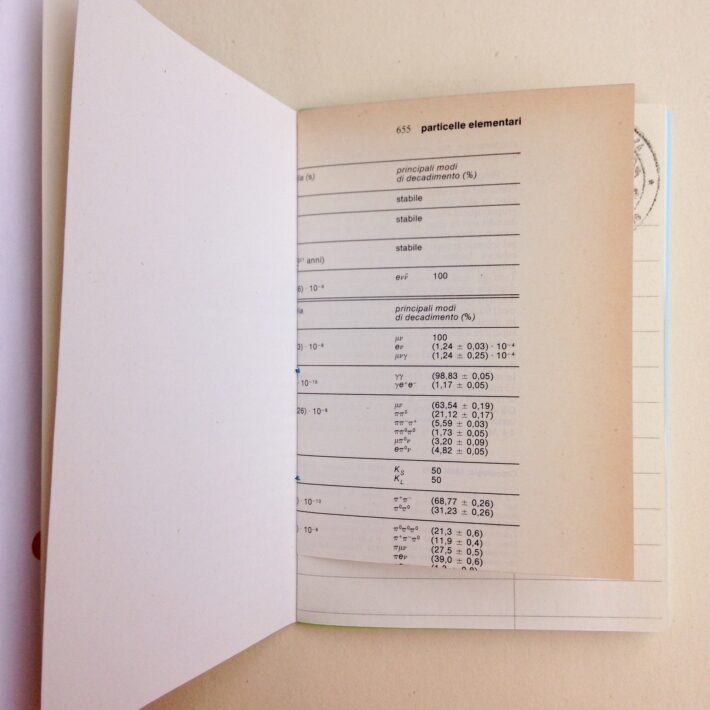 655 particelle elementari
(s) principali modi
di decadimento (%)
stabile
stabile
stabile
anni)
eνν̄ 100
6) · 10⁻⁶
principali modi
di decadimento (%)
μν 100
3) · 10⁻⁸ eν (1,24 ± 0,03) · 10⁻⁴
μνγ (1,24 ± 0,25) · 10⁻⁴
γγ (98,83 ± 0,05)
· 10⁻¹⁶ γe⁺e⁻ (1,17 ± 0,05)
μν (63,54 ± 0,19)
26) · 10⁻⁸ ππ⁰ (21,12 ± 0,17)
ππ⁻π⁺ (5,59 ± 0,03)
ππ⁰π⁰ (1,73 ± 0,05)
μπ⁰ν (3,20 ± 0,09)
eπ⁰ν (4,82 ± 0,05)
K_S 50
K_L 50
) · 10⁻¹⁰ π⁺π⁻ (68,77 ± 0,26)
π⁰π⁰ (31,23 ± 0,26)
π⁰π⁰π⁰ (21,3 ± 0,6)
) · 10⁻⁸ π⁺π⁻π⁰ (11,9 ± 0,4)
πμν (27,5 ± 0,5)
πeν (39,0 ± 0,6)